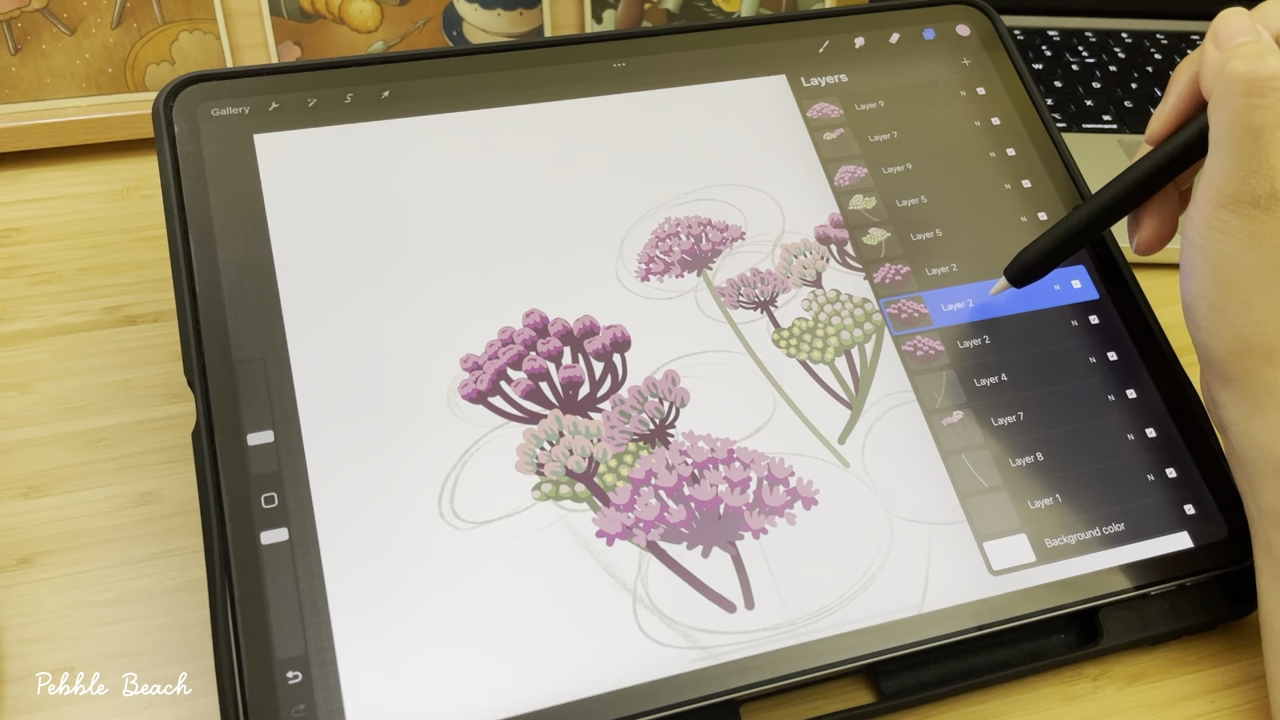 Gallery
S
Layers
Layer 9
N
Layer 7
N
Layer 9
N
Layer 5
N
Layer 5
N
Layer 2
Layer 2
N
Layer 2
N
Layer 4
N
Layer 7
N
Layer 8
N
Layer 1
N
Background color
Pebble Beach